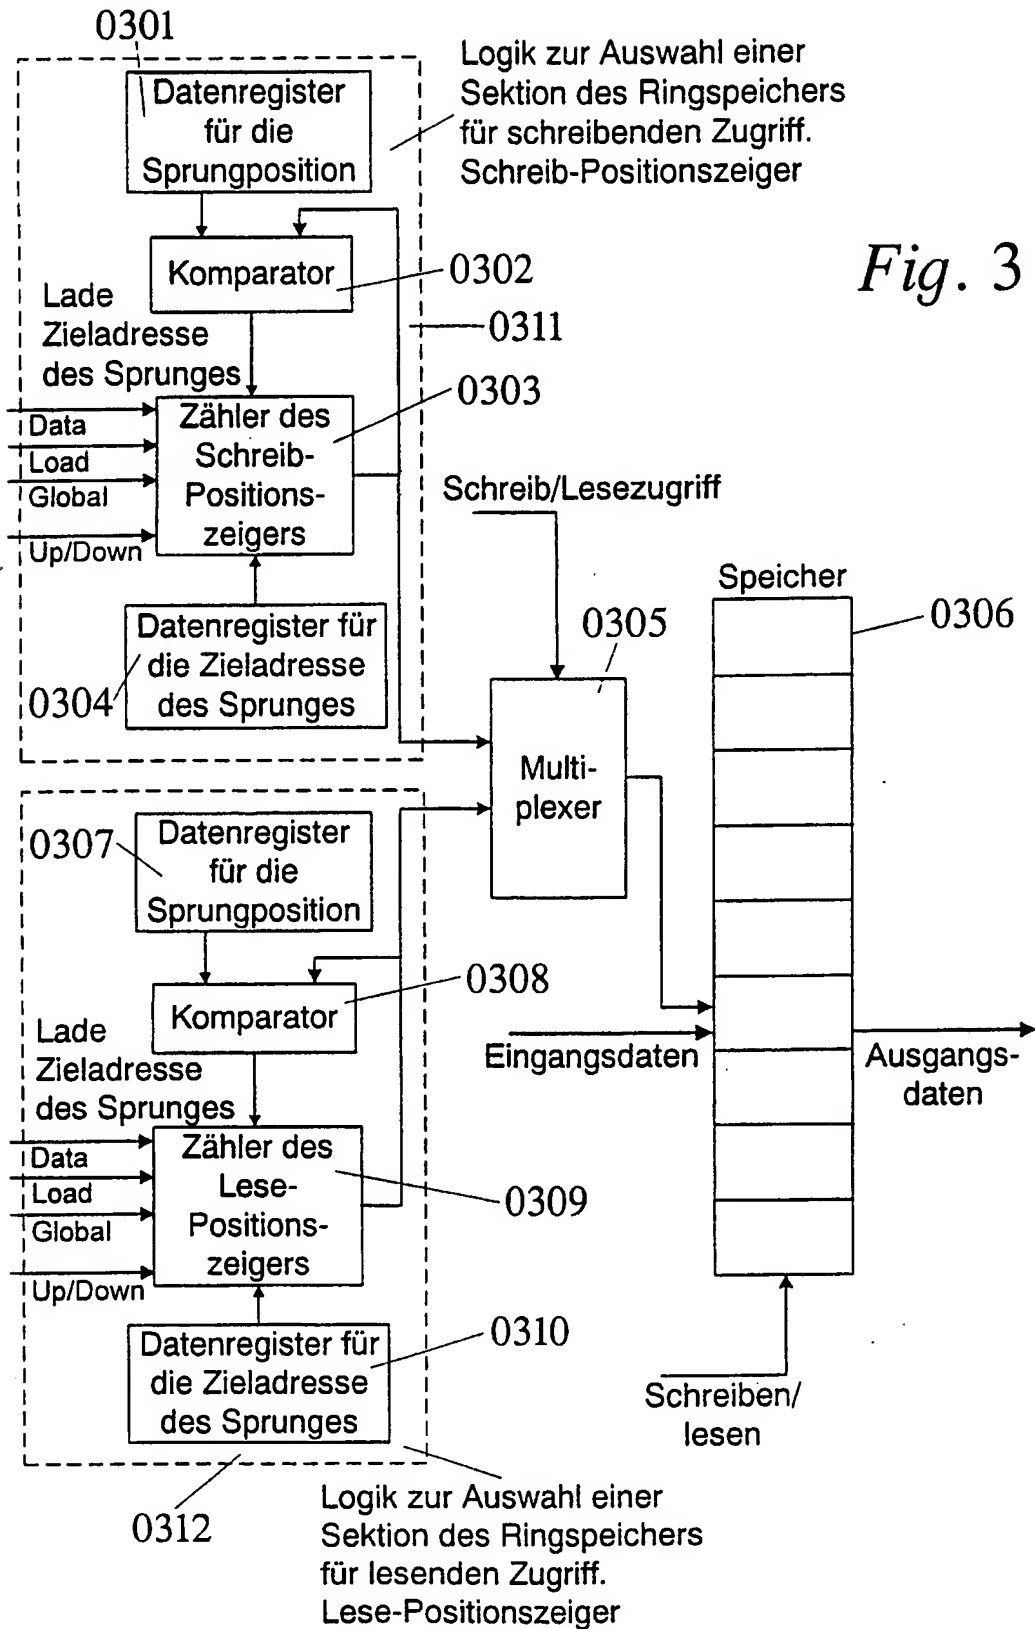 0301
Datenregister
für die
Sprungposition
Logik zur Auswahl einer
Sektion des Ringspeichers
für schreibenden Zugriff.
Schreib-Positionszeiger
Komparator
0302
Fig. 3
0311
Lade
Zieladresse
des Sprunges
0303
Data
Load
Global
Up/Down
Zähler des
Schreib-
Positions-
zeigers
Schreib/Lesezugriff
Datenregister für
die Zieladresse
des Sprunges
0304
0305
Multi-
plexer
Speicher
0306
0307
Datenregister
für die
Sprungposition
Komparator
0308
Lade
Zieladresse
des Sprunges
Eingangsdaten
Ausgangs-
daten
Data
Load
Global
Up/Down
Zähler des
Lese-
Positions-
zeigers
0309
Datenregister für
die Zieladresse
des Sprunges
0310
Schreiben/
lesen
0312
Logik zur Auswahl einer
Sektion des Ringspeichers
für lesenden Zugriff.
Lese-Positionszeiger